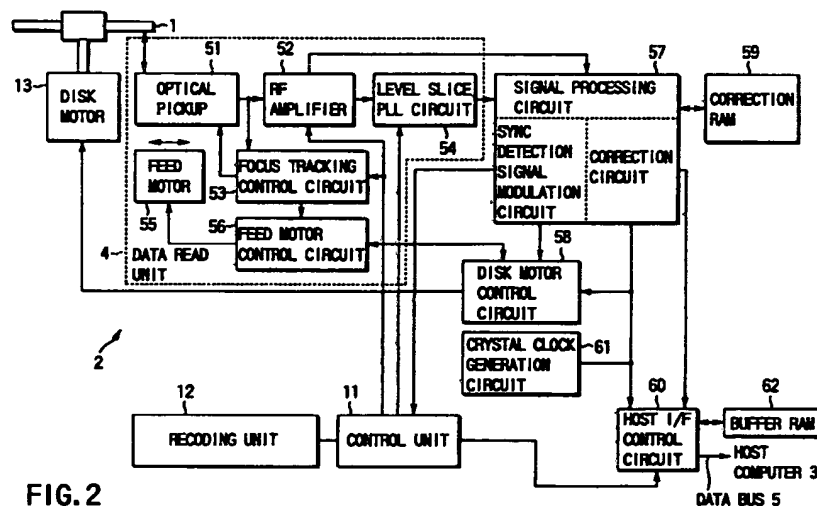 1
13
DISK
MOTOR
51
OPTICAL
PICKUP
52
RF
AMPLIFIER
LEVEL SLICE
PLL CIRCUIT
54
57
SIGNAL PROCESSING
CIRCUIT
SYNC
DETECTION
SIGNAL
MODULATION
CIRCUIT
CORRECTION
CIRCUIT
59
CORRECTION
RAM
FEED
MOTOR
55
FOCUS TRACKING
CONTROL CIRCUIT
53
56
FEED MOTOR
CONTROL CIRCUIT
4
DATA READ
UNIT
58
DISK MOTOR
CONTROL
CIRCUIT
2
CRYSTAL CLOCK
GENERATION
CIRCUIT
61
12
RECODING UNIT
11
CONTROL UNIT
60
HOST I/F
CONTROL
CIRCUIT
62
BUFFER RAM
HOST
COMPUTER 3
DATA BUS 5
FIG.2